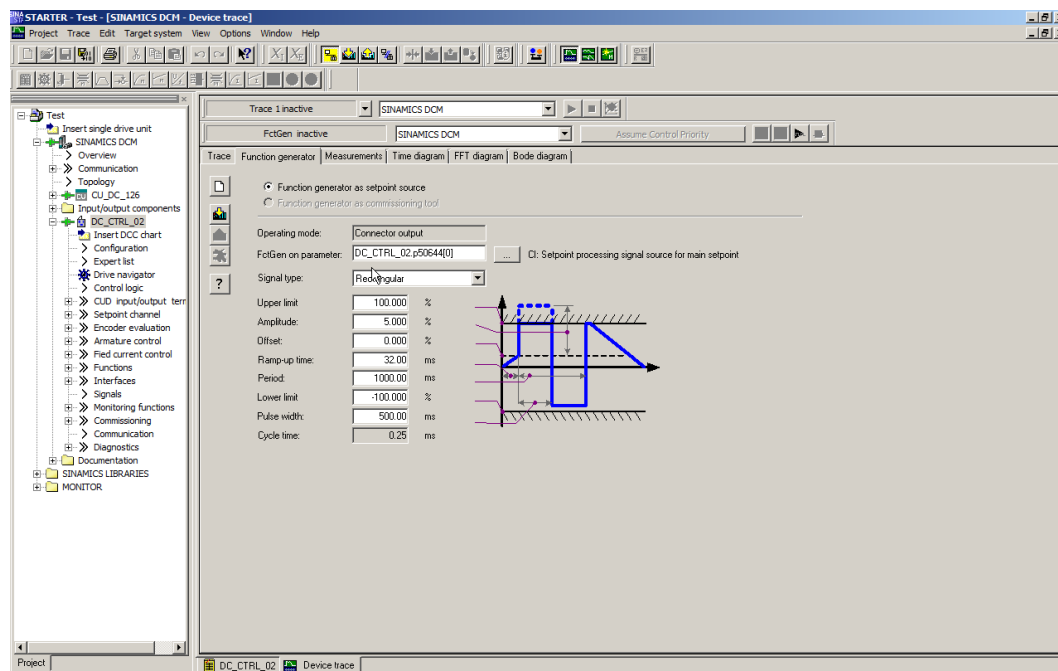 STARTER - Test - [SINAMICS DCM - Device trace]
Project Trace Edit Target system View Options Window Help
Trace 1 inactive SINAMICS DCM
FctGen inactive SINAMICS DCM Assume Control Priority
Trace Function generator Measurements Time diagram FFT diagram Bode diagram
Test
Insert single drive unit
SINAMICS DCM
Overview
Communication
Topology
CU_DC_126
Input/output components
DC_CTRL_02
Insert DCC chart
Configuration
Expert list
Drive navigator
Control logic
CUD input/output terr
Setpoint channel
Encoder evaluation
Armature control
Fied current control
Functions
Interfaces
Signals
Monitoring functions
Commissioning
Communication
Diagnostics
Documentation
SINAMICS LIBRARIES
MONITOR
Function generator as setpoint source
Function generator as commissioning tool
Operating mode: Connector output
FctGen on parameter: DC_CTRL_02.p50644[0] ... CI: Setpoint processing signal source for main setpoint
Signal type: Rectangular
Upper limit 100.000 %
Amplitude: 5.000 %
Offset: 0.000 %
Ramp-up time: 32.00 ms
Period: 1000.00 ms
Lower limit -100.000 %
Pulse width: 500.00 ms
Cycle time: 0.25 ms
Project
DC_CTRL_02 Device trace